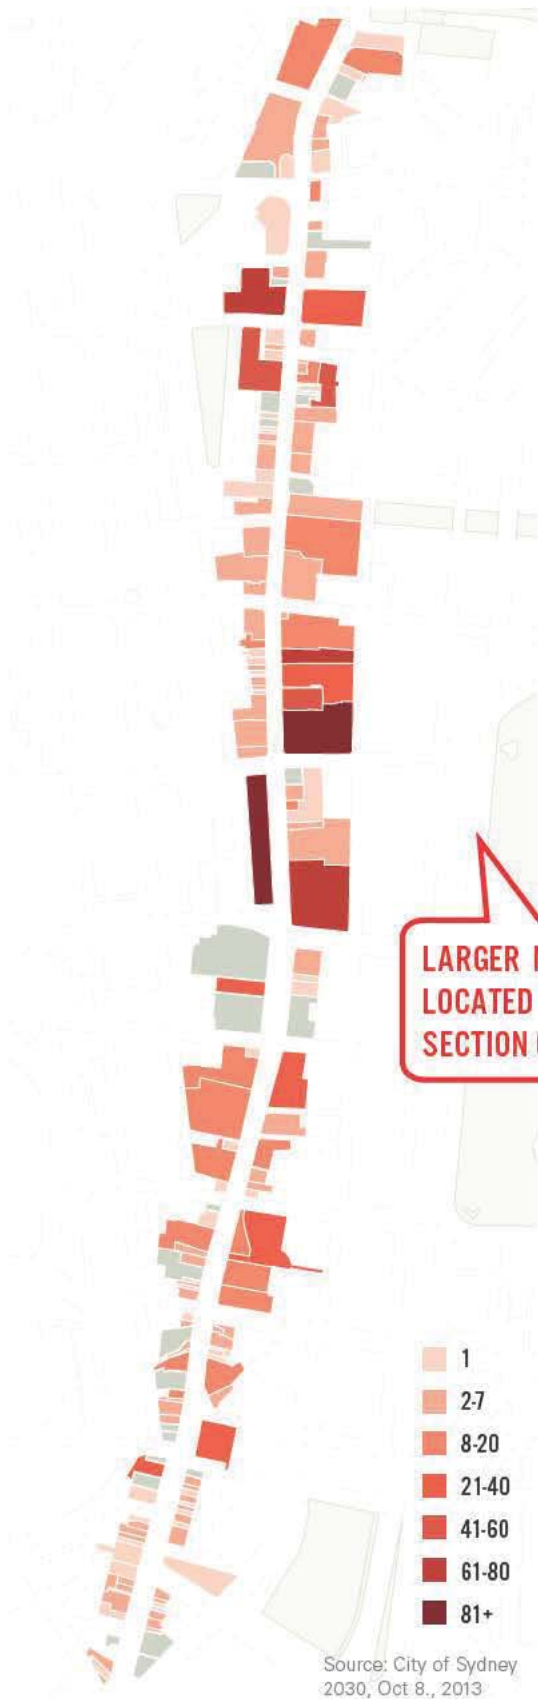 LARGER
LOCATED
SECTION
1
2-7
8-20
21-40
41-60
61-80
81+
Source: City of Sydney
2030, Oct 8., 2013